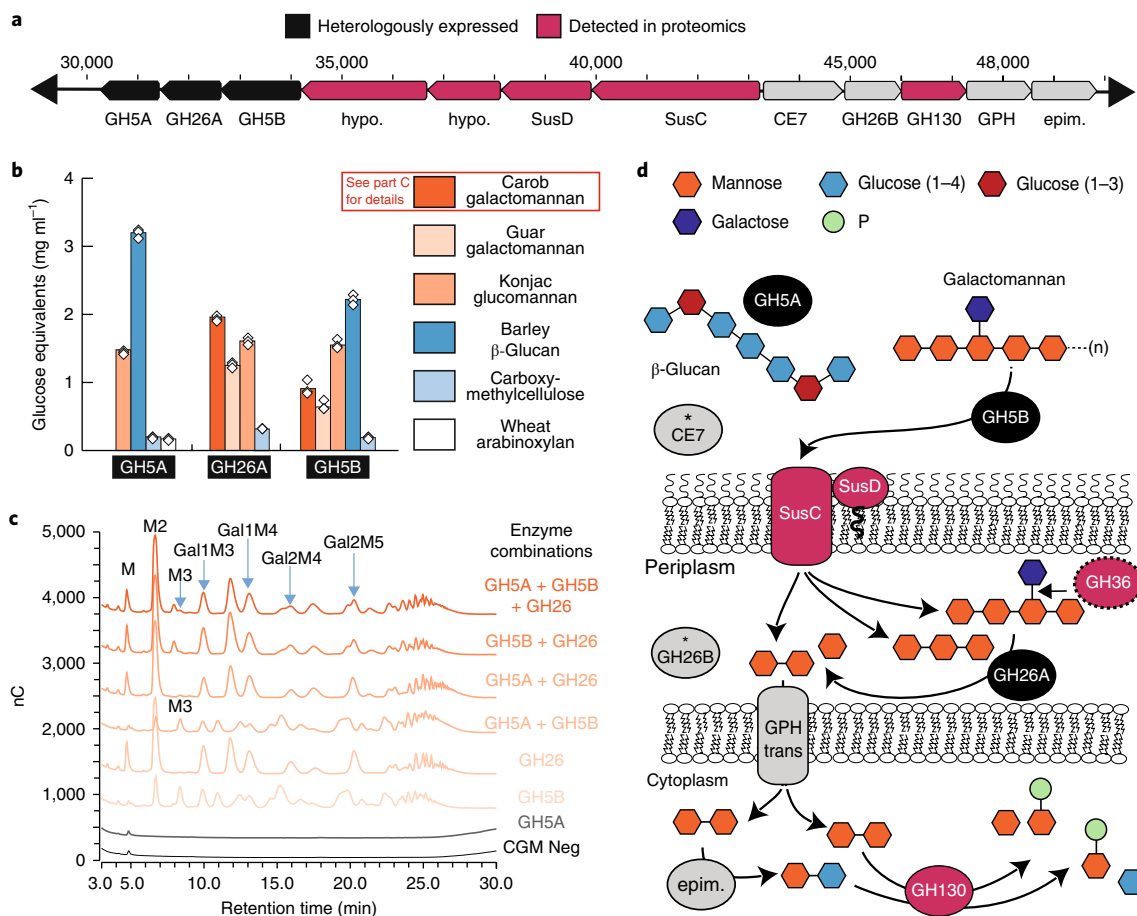 a
Heterologously expressed
Detected in proteomics
30,000 35,000 40,000 45,000 48,000
GH5A GH26A GH5B hypo. hypo. SusD SusC CE7 GH26B GH130 GPH epim.
b
Glucose equivalents (mg ml−1)
4
3
2
1
0
GH5A GH26A GH5B
See part C
for details
Carob
galactomannan
Guar
galactomannan
Konjac
glucomannan
Barley
β-Glucan
Carboxy-
methylcellulose
Wheat
arabinoxylan
c
nC
5,000
4,000
3,000
2,000
1,000
0
M
M2
M3
Gal1M3
Gal1M4
Gal2M4
Gal2M5
M3
Enzyme
combinations
GH5A + GH5B
+ GH26
GH5B + GH26
GH5A + GH26
GH5A + GH5B
GH26
GH5B
GH5A
CGM Neg
3.0 5.0 10.0 15.0 20.0 25.0 30.0
Retention time (min)
d
Mannose
Glucose (1–4)
Glucose (1–3)
Galactose
P
GH5A
Galactomannan
(n)
β-Glucan
GH5B
*
CE7
SusC
SusD
Periplasm
GH36
*
GH26B
GH26A
GPH
trans
Cytoplasm
P
P
epim.
GH130